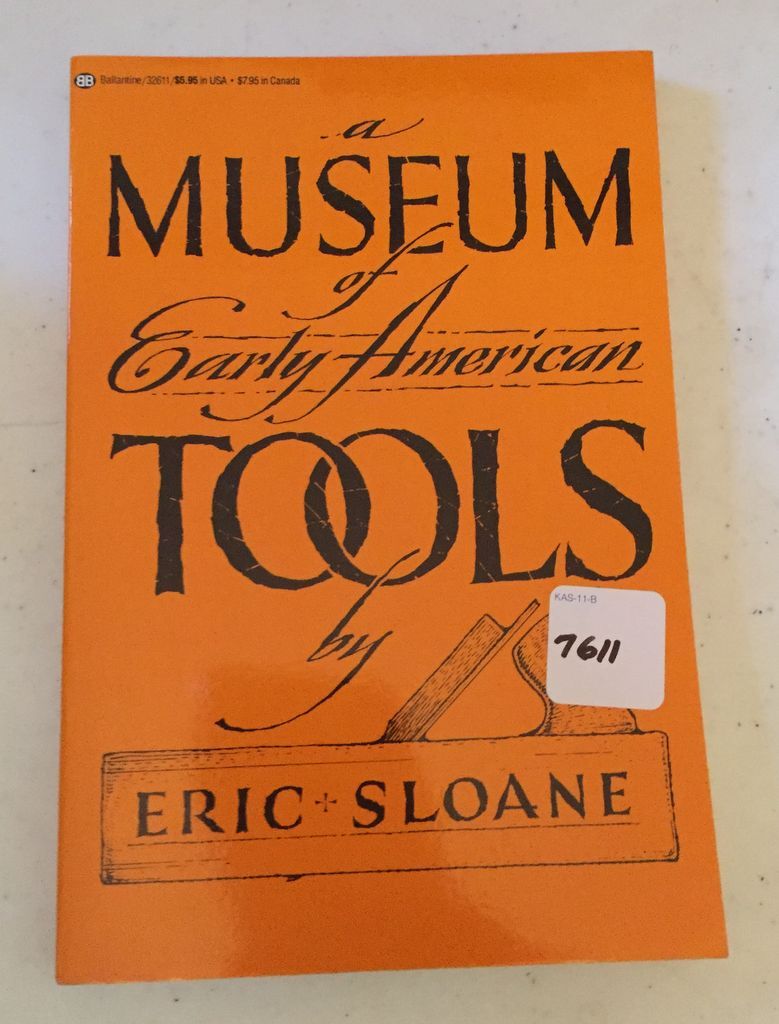 BB Ballantine/32611/$5.95 in USA • $7.95 in Canada
a
MUSEUM
of
Early American
TOOLS
by
KAS-11-B
7611
ERIC + SLOANE